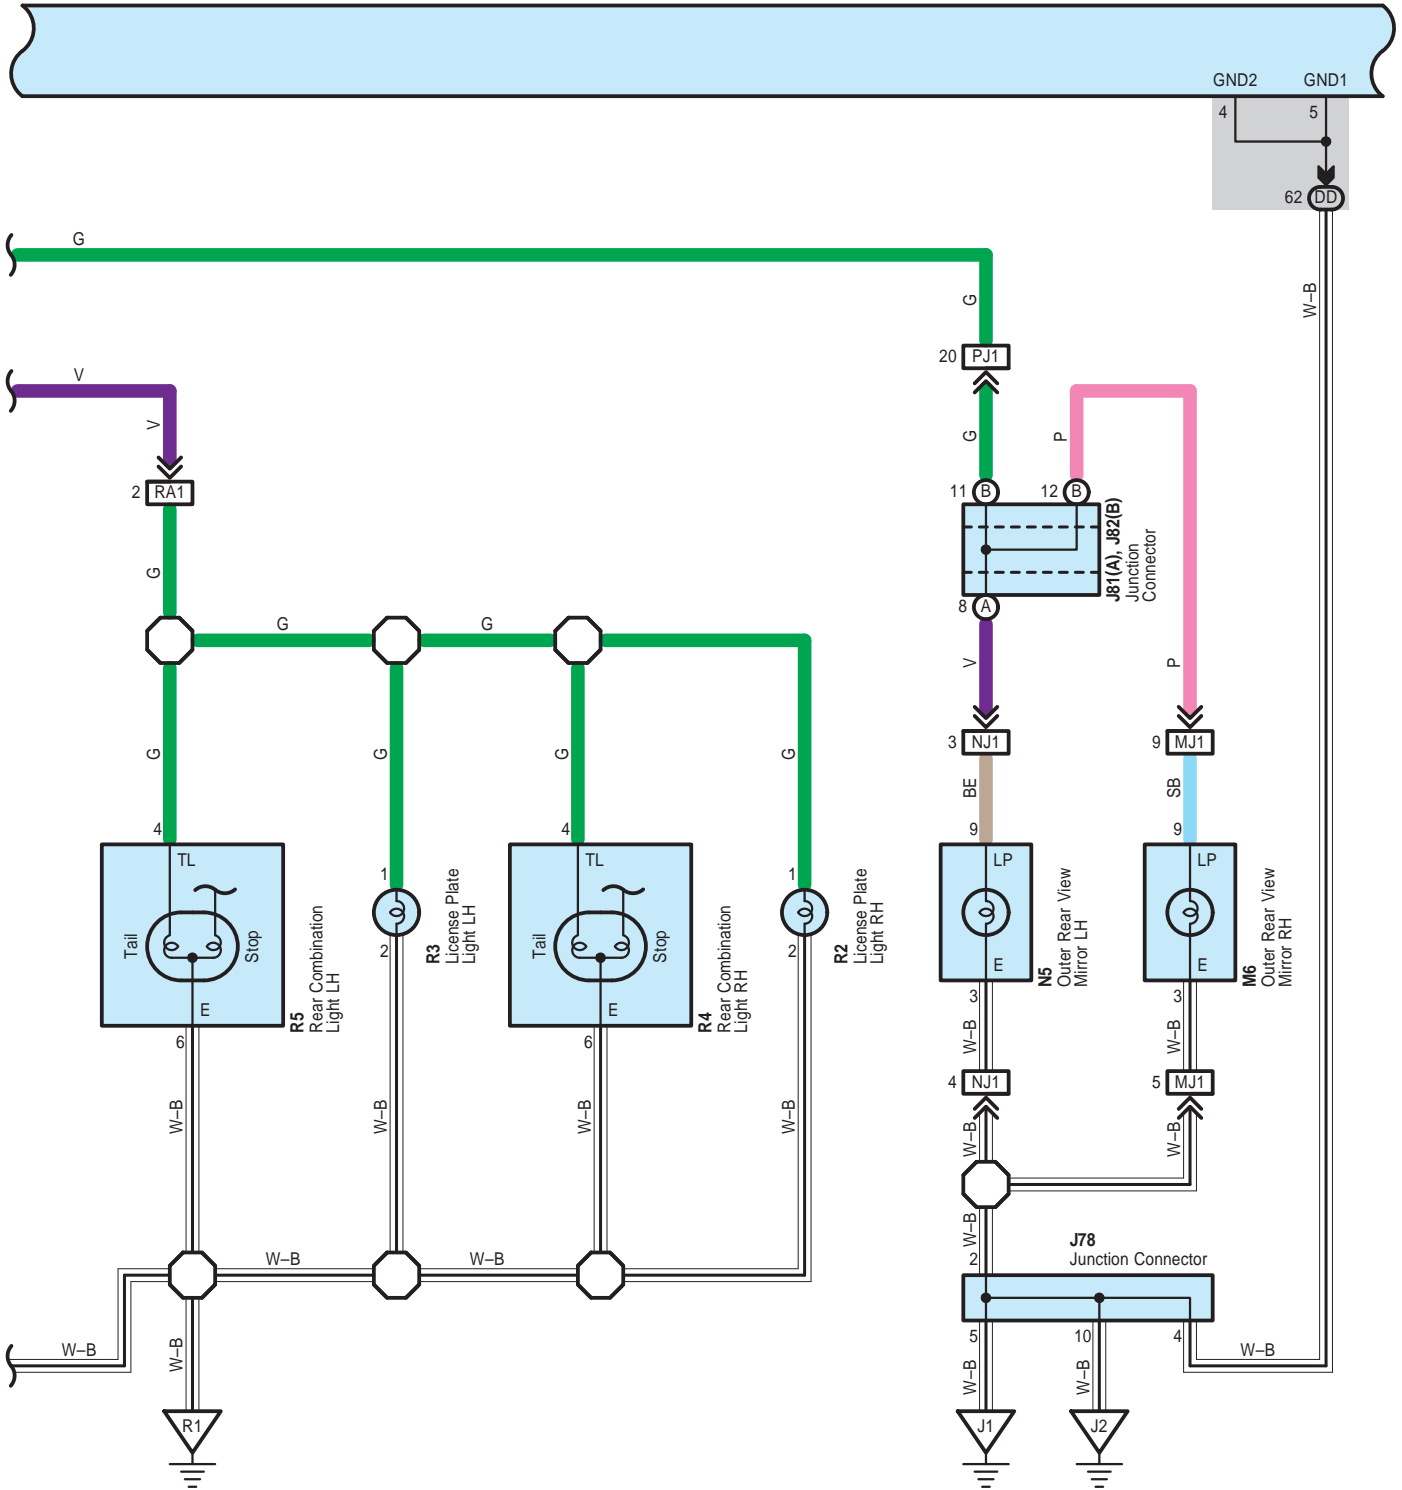 GND2 GND1
4 5
62 DD
G
G
W–B
20 PJ1
V
V
G
P
2 RA1
11 B 12 B
J81(A), J82(B)
Junction
Connector
G
8 A
G G
V
P
3 NJ1 9 MJ1
G G G G
BE SB
4 4 9 9
TL TL LP LP
1 1
Tail Stop
R5
Rear Combination
Light LH
2
R3
License Plate
Light LH
Tail Stop
R4
Rear Combination
Light RH
2
R2
License Plate
Light RH
N5
Outer Rear View
Mirror LH
M6
Outer Rear View
Mirror RH
E E
E E
3 3
6 6
W–B W–B
4 NJ1 5 MJ1
W–B W–B W–B W–B
W–B W–B
W–B
J78
Junction Connector
2
W–B W–B
5 10 4
W–B
W–B
W–B
W–B W–B
R1 J1 J2